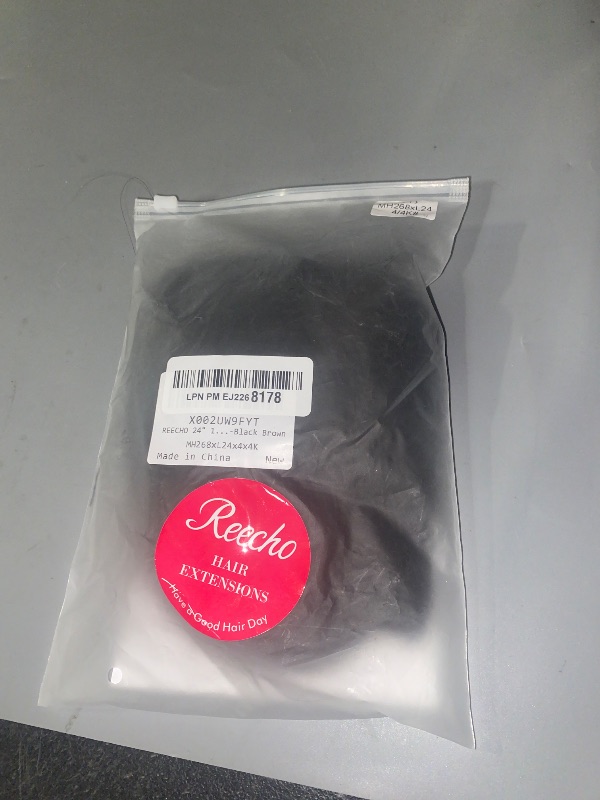 MH268xL24
4/4K#
LPN PM EJ226 8178
X002UW9FYT
REECHO 24" 1...-Black Brown
MH268xL24x4x4K
Made in China New
Reecho
HAIR
EXTENSIONS
Have a Good Hair Day